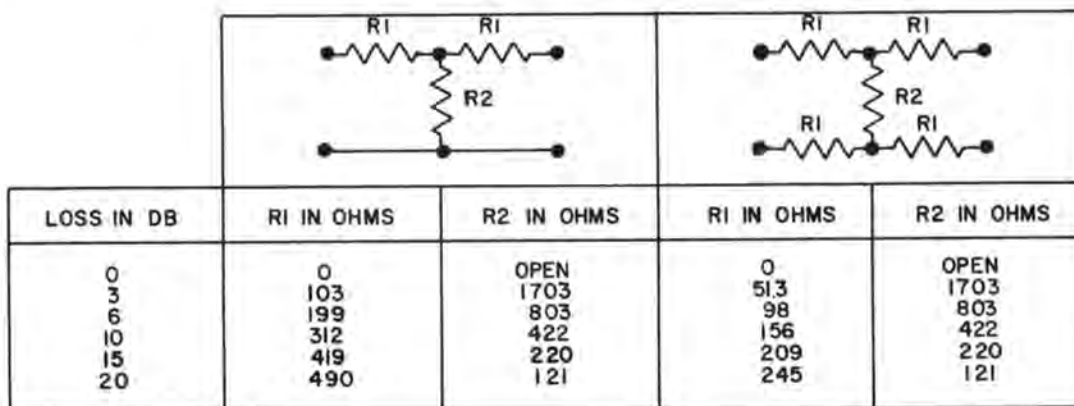 R1 R1 R1 R1
R2 R2
R1 R1
LOSS IN DB R1 IN OHMS R2 IN OHMS R1 IN OHMS R2 IN OHMS
0 0 OPEN 0 OPEN
3 103 1703 513 1703
6 199 803 98 803
10 312 422 156 422
15 419 220 209 220
20 490 121 245 121